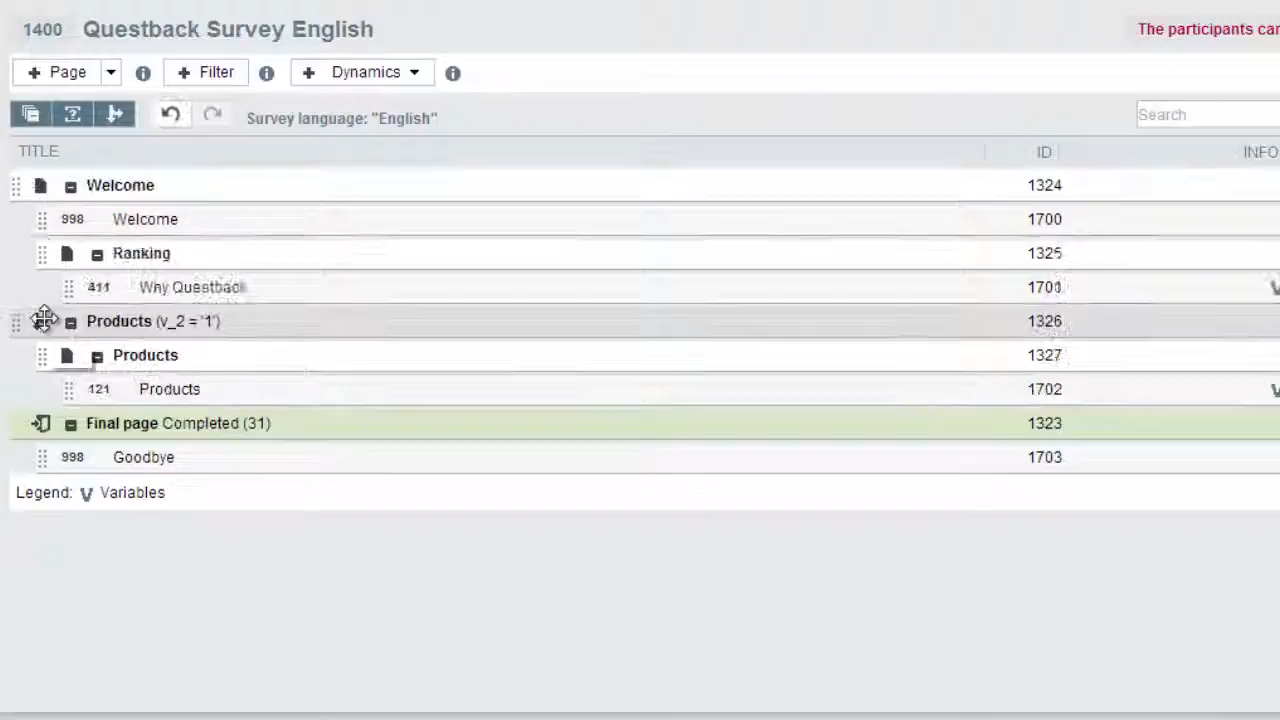 1400 Questback Survey English
The participants can
Page Filter Dynamics
Survey language: "English"
Search
TITLE ID INFO
Welcome 1324
998 Welcome 1700
Ranking 1325
411 Why Questback 1701
Products (v_2 = '1') 1326
Products 1327
121 Products 1702
Final page Completed (31) 1323
998 Goodbye 1703
Legend: Variables